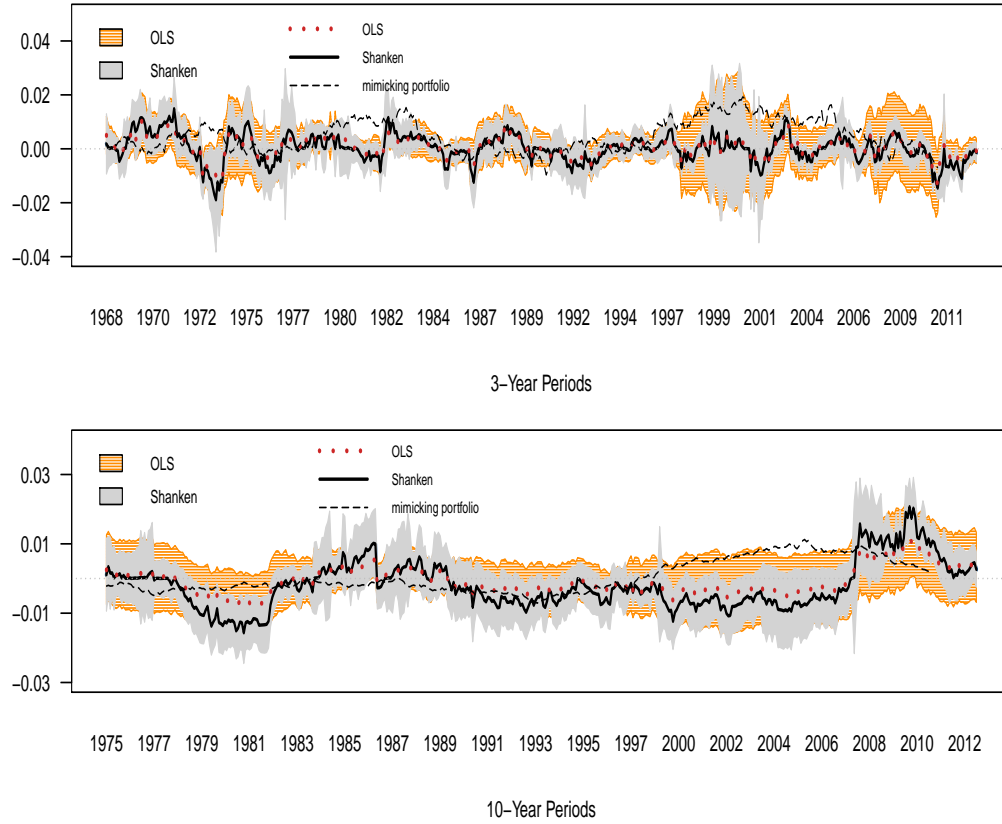 0.04
0.02
0.00
−0.02
−0.04
OLS
Shanken
OLS
Shanken
mimicking portfolio
1968 1970 1972 1975 1977 1980 1982 1984 1987 1989 1992 1994 1997 1999 2001 2004 2006 2009 2011
3−Year Periods
0.03
0.01
−0.01
−0.03
OLS
Shanken
OLS
Shanken
mimicking portfolio
1975 1977 1979 1981 1983 1985 1987 1989 1991 1993 1995 1997 2000 2002 2004 2006 2008 2010 2012
10−Year Periods